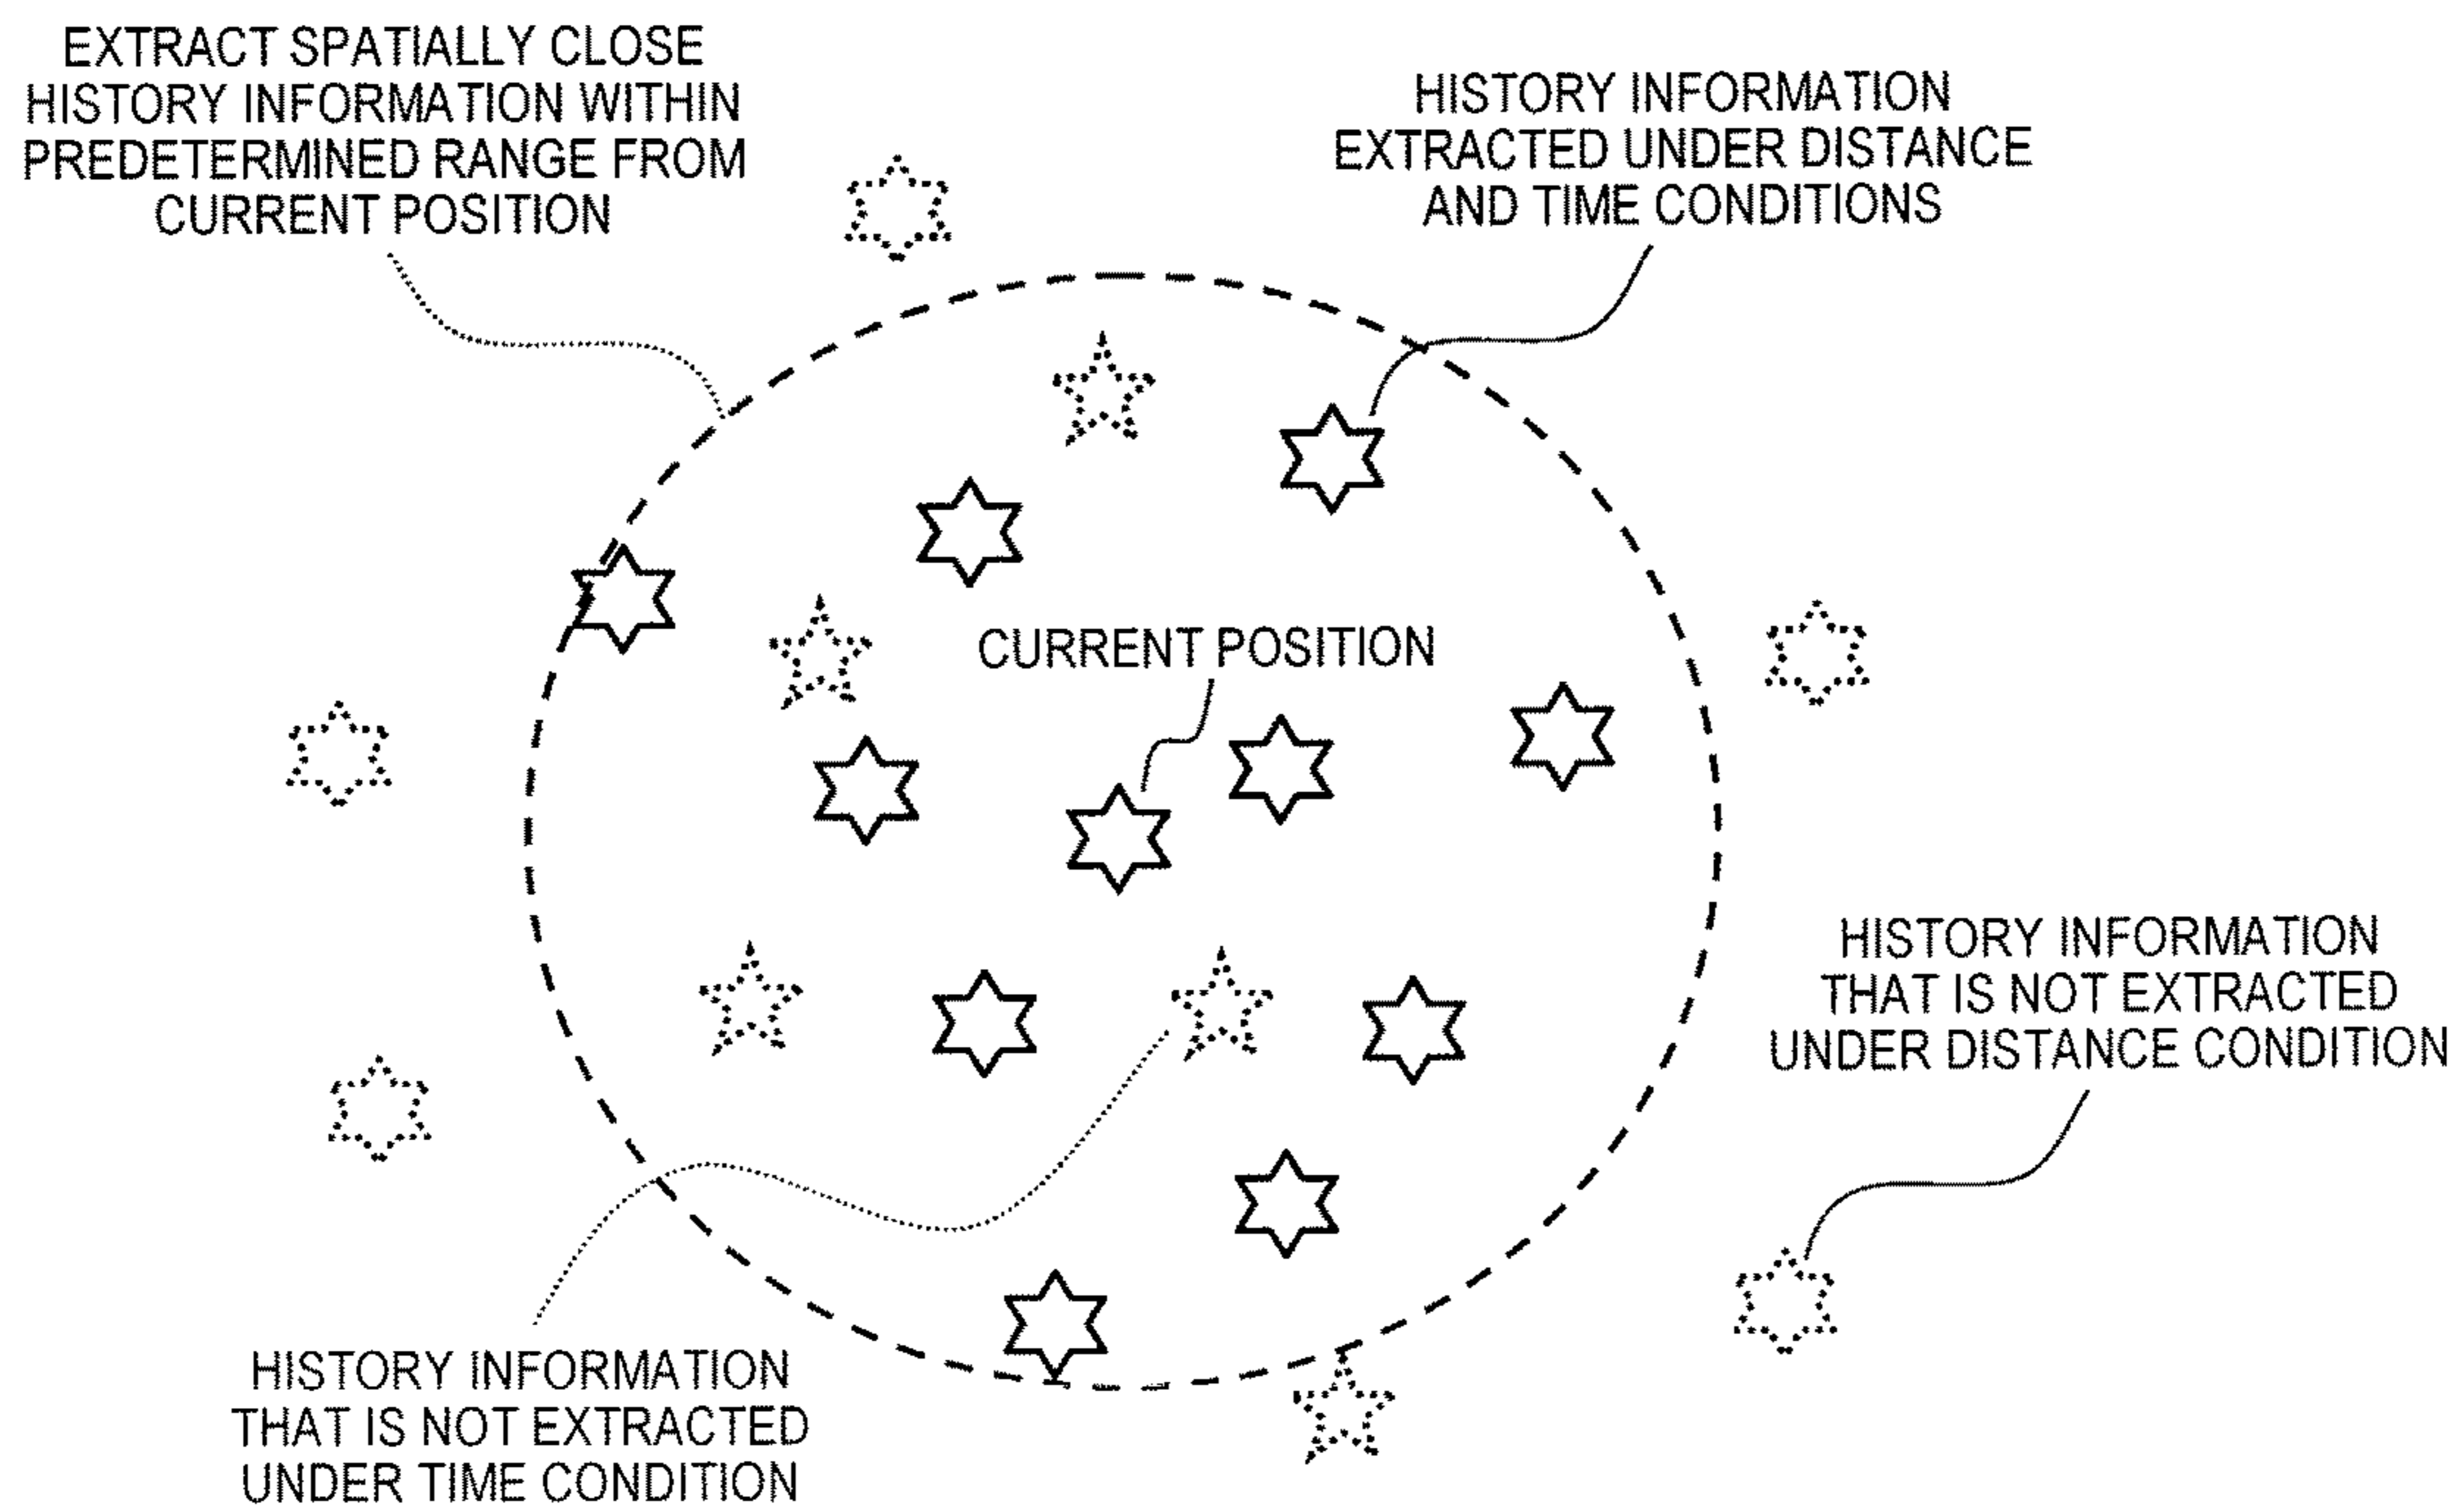 EXTRACT SPATIALLY CLOSE
HISTORY INFORMATION WITHIN
PREDETERMINED RANGE FROM
CURRENT POSITION
HISTORY INFORMATION
EXTRACTED UNDER DISTANCE
AND TIME CONDITIONS
CURRENT POSITION
HISTORY INFORMATION
THAT IS NOT EXTRACTED
UNDER DISTANCE CONDITION
HISTORY INFORMATION
THAT IS NOT EXTRACTED
UNDER TIME CONDITION